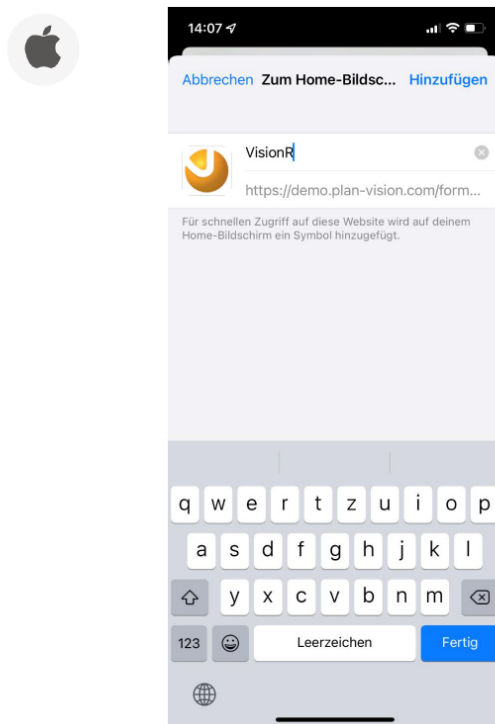 14:07
Abbrechen Zum Home-Bildsc... Hinzufügen
VisionR
https://demo.plan-vision.com/form...
Für schnellen Zugriff auf diese Website wird auf deinem
Home-Bildschirm ein Symbol hinzugefügt.
q w e r t z u i o p
a s d f g h j k l
y x c v b n m
123 Leerzeichen Fertig